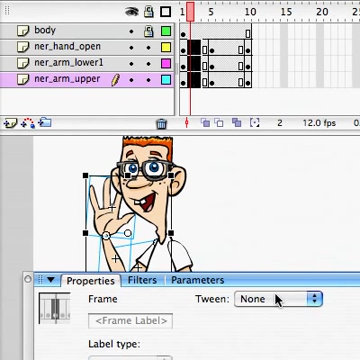 1 5 10 15 20 25
body
ner_hand_open
ner_arm_lower1
ner_arm_upper
2 12.0 fps
Properties Filters Parameters
Frame Tween: None
<Frame Label>
Label type: